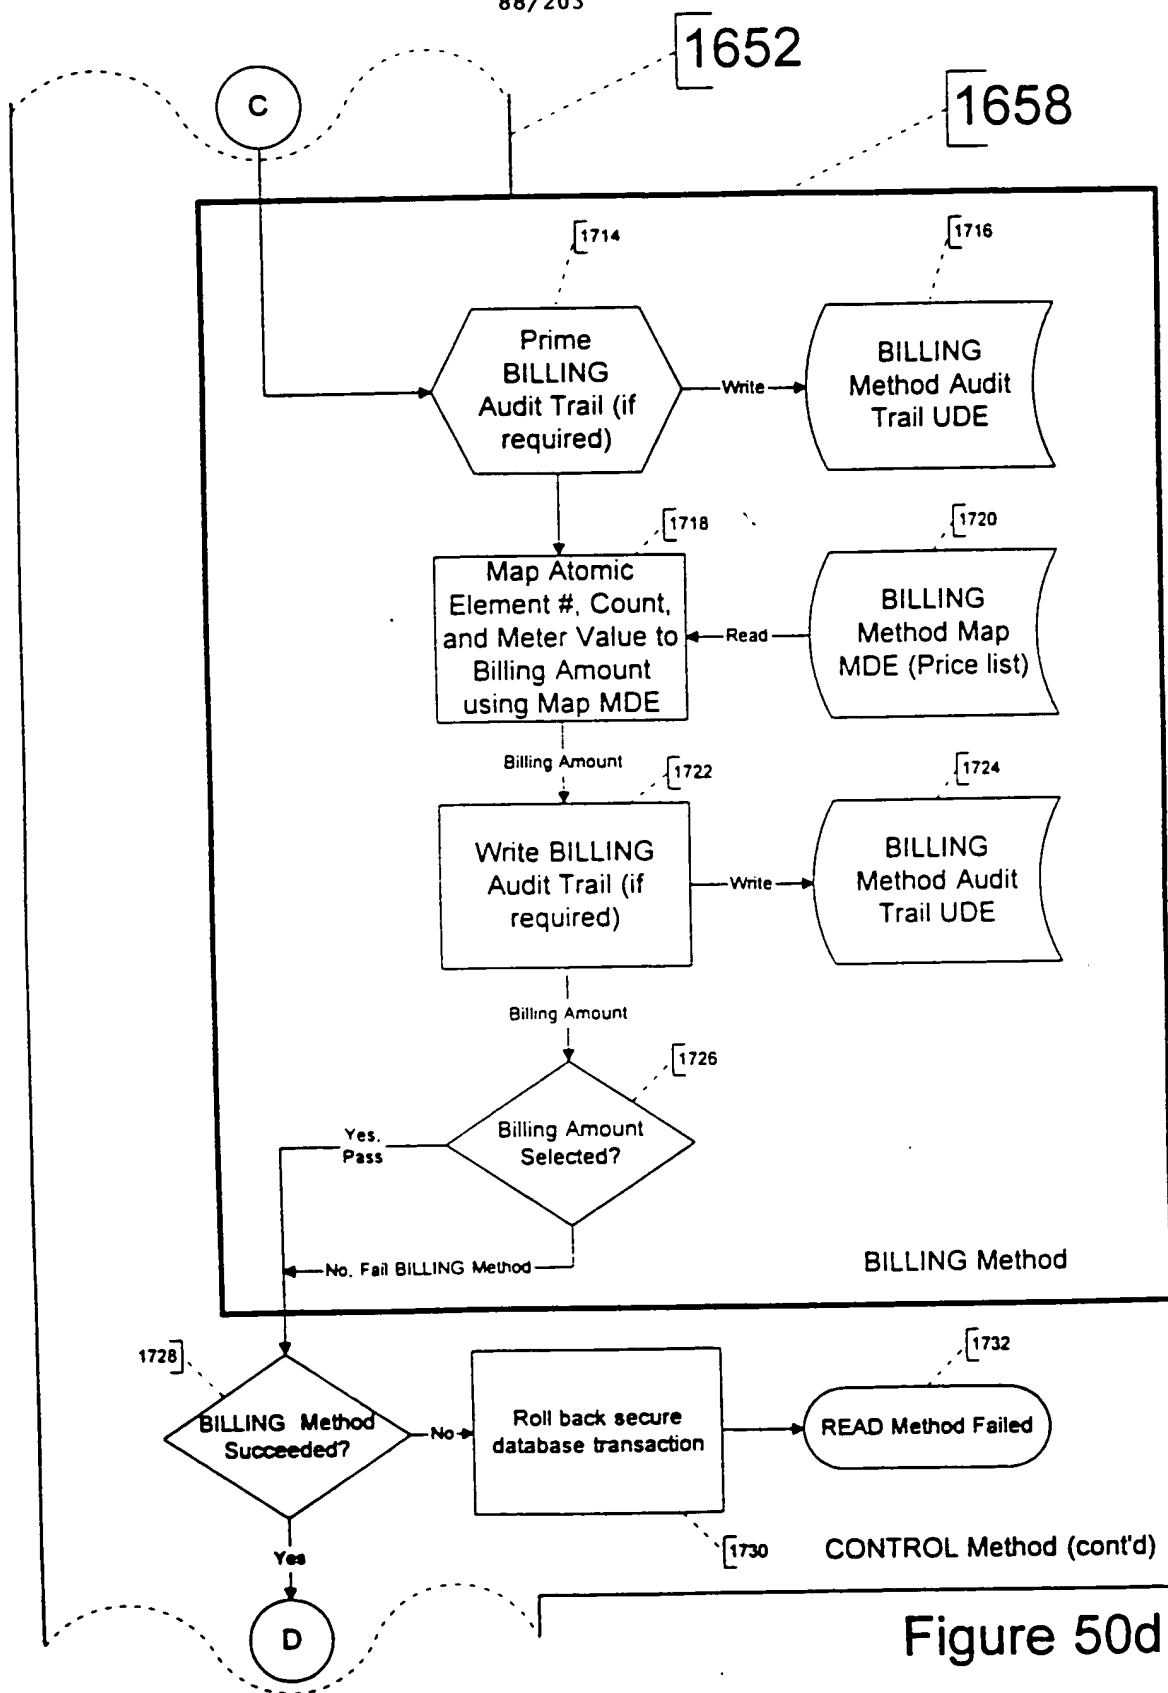 88/203
1652
1658
C
1714
1716
Prime
BILLING
Audit Trail (if
required)
Write
BILLING
Method Audit
Trail UDE
1718
1720
Map Atomic
Element #, Count,
and Meter Value to
Billing Amount
using Map MDE
Read
BILLING
Method Map
MDE (Price list)
Billing Amount
1722
1724
Write BILLING
Audit Trail (if
required)
Write
BILLING
Method Audit
Trail UDE
Billing Amount
1726
Billing Amount
Selected?
Yes,
Pass
No, Fail BILLING Method
BILLING Method
1728
1732
BILLING Method
Succeeded?
No
Roll back secure
database transaction
READ Method Failed
1730
CONTROL Method (cont'd)
Yes
D
Figure 50d